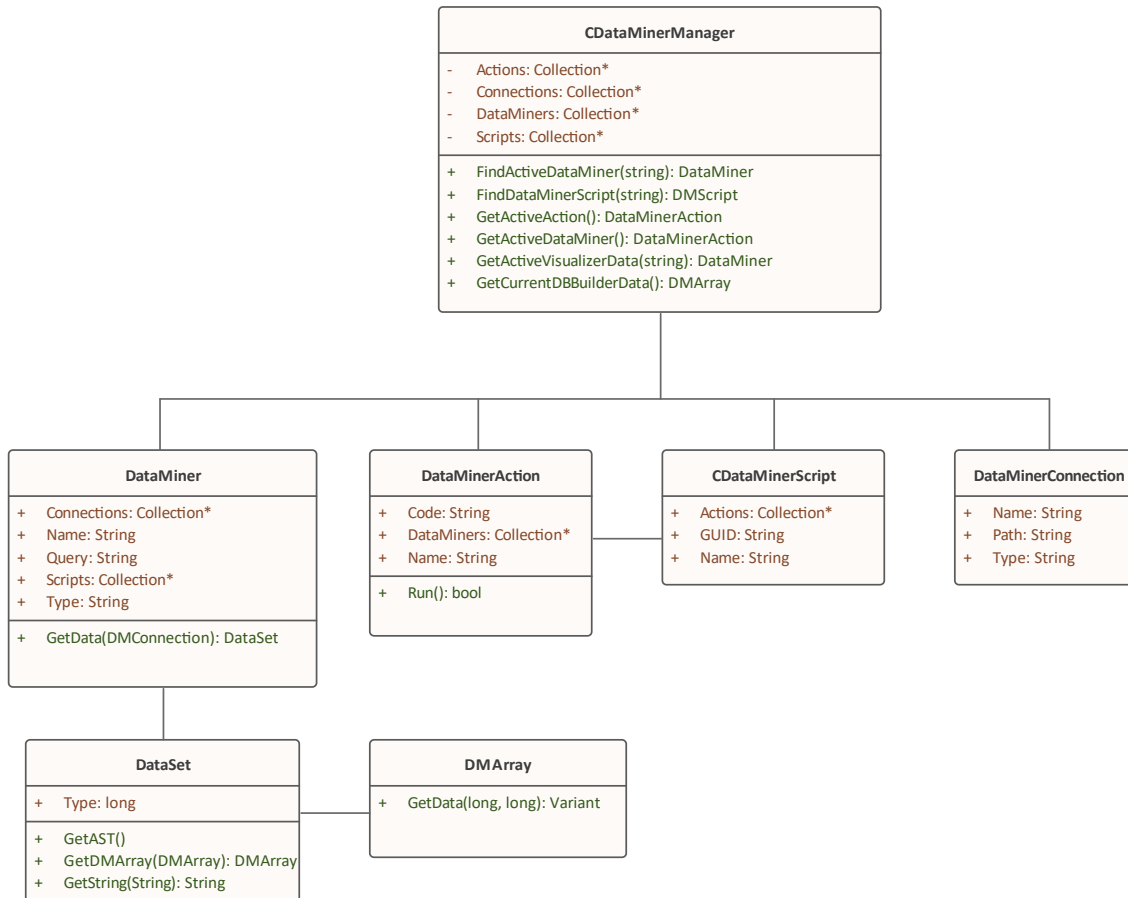 CDataMinerManager
- Actions: Collection*
- Connections: Collection*
- DataMiners: Collection*
- Scripts: Collection*
+ FindActiveDataMiner(string): DataMiner
+ FindDataMinerScript(string): DMScript
+ GetActiveAction(): DataMinerAction
+ GetActiveDataMiner(): DataMinerAction
+ GetActiveVisualizerData(string): DataMiner
+ GetCurrentDBBuilderData(): DMArray
DataMiner
+ Connections: Collection*
+ Name: String
+ Query: String
+ Scripts: Collection*
+ Type: String
+ GetData(DMConnection): DataSet
DataMinerAction
+ Code: String
+ DataMiners: Collection*
+ Name: String
+ Run(): bool
CDataMinerScript
+ Actions: Collection*
+ GUID: String
+ Name: String
DataMinerConnection
+ Name: String
+ Path: String
+ Type: String
DataSet
+ Type: long
+ GetAST()
+ GetDMArray(DMArray): DMArray
+ GetString(String): String
DMArray
+ GetData(long, long): Variant